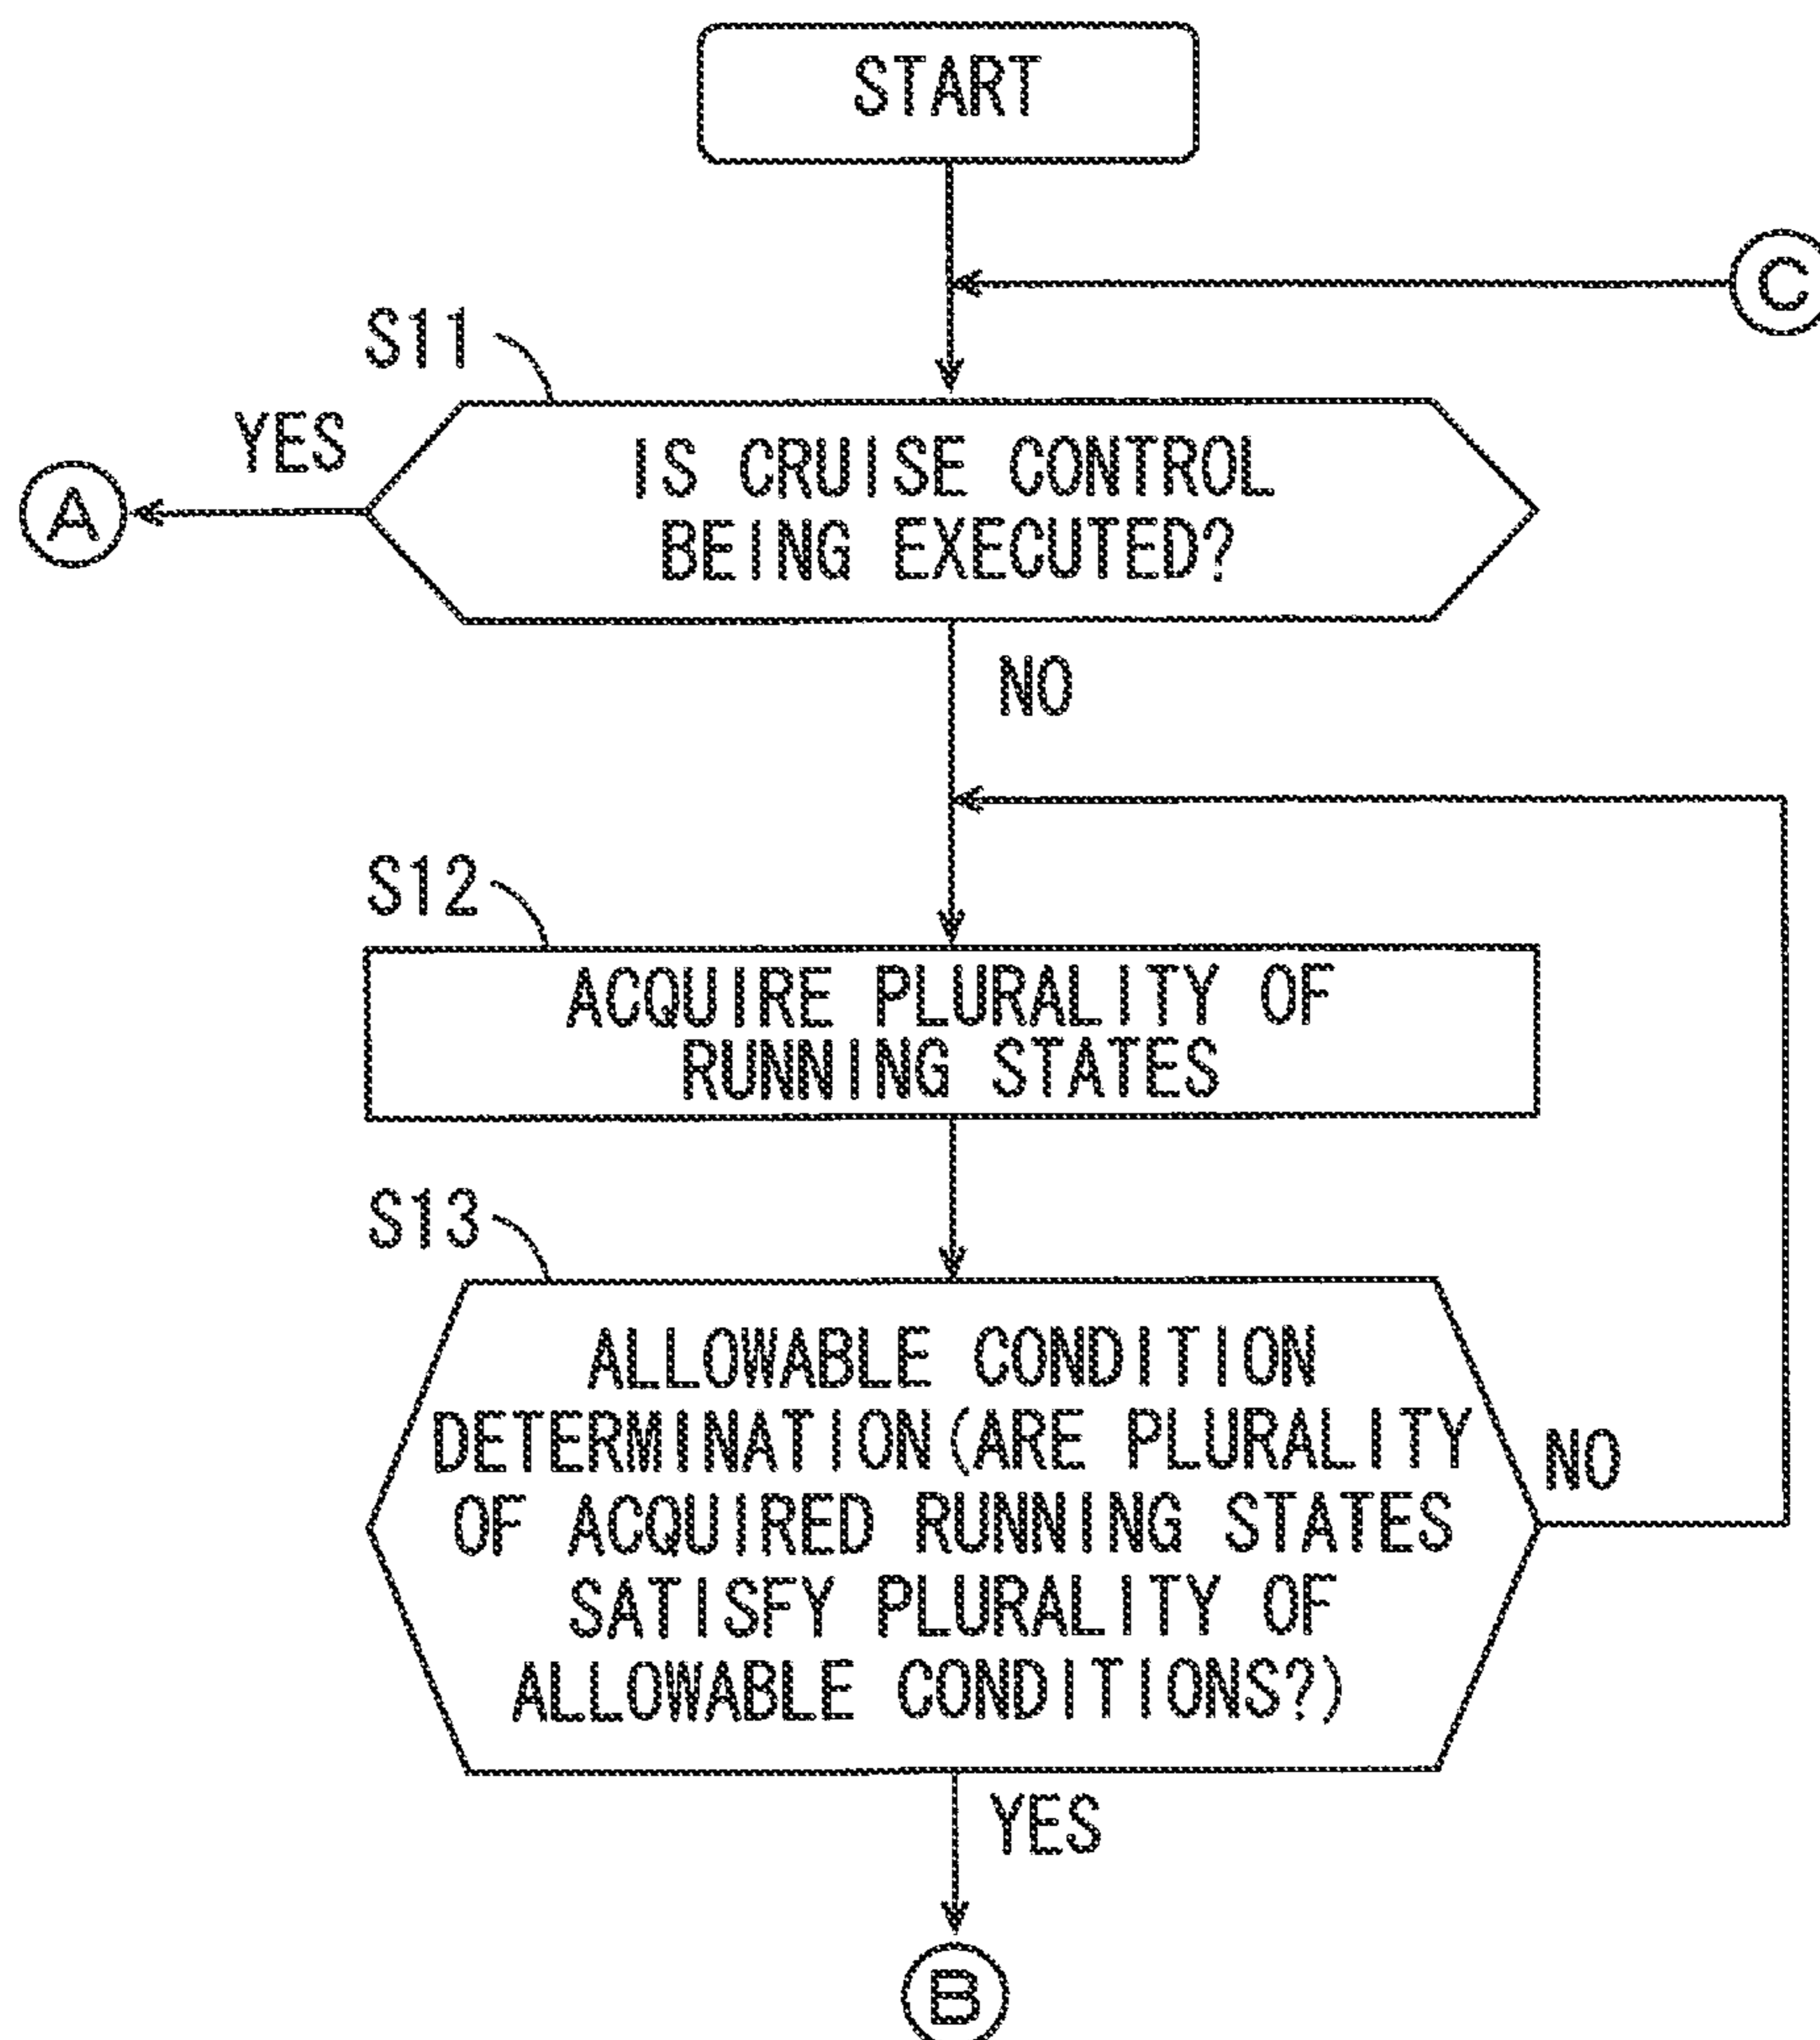 START
C
S11
YES
A
IS CRUISE CONTROL
BEING EXECUTED?
NO
S12
ACQUIRE PLURALITY OF
RUNNING STATES
S13
ALLOWABLE CONDITION
DETERMINATION(ARE PLURALITY
OF ACQUIRED RUNNING STATES
SATISFY PLURALITY OF
ALLOWABLE CONDITIONS?)
NO
YES
B